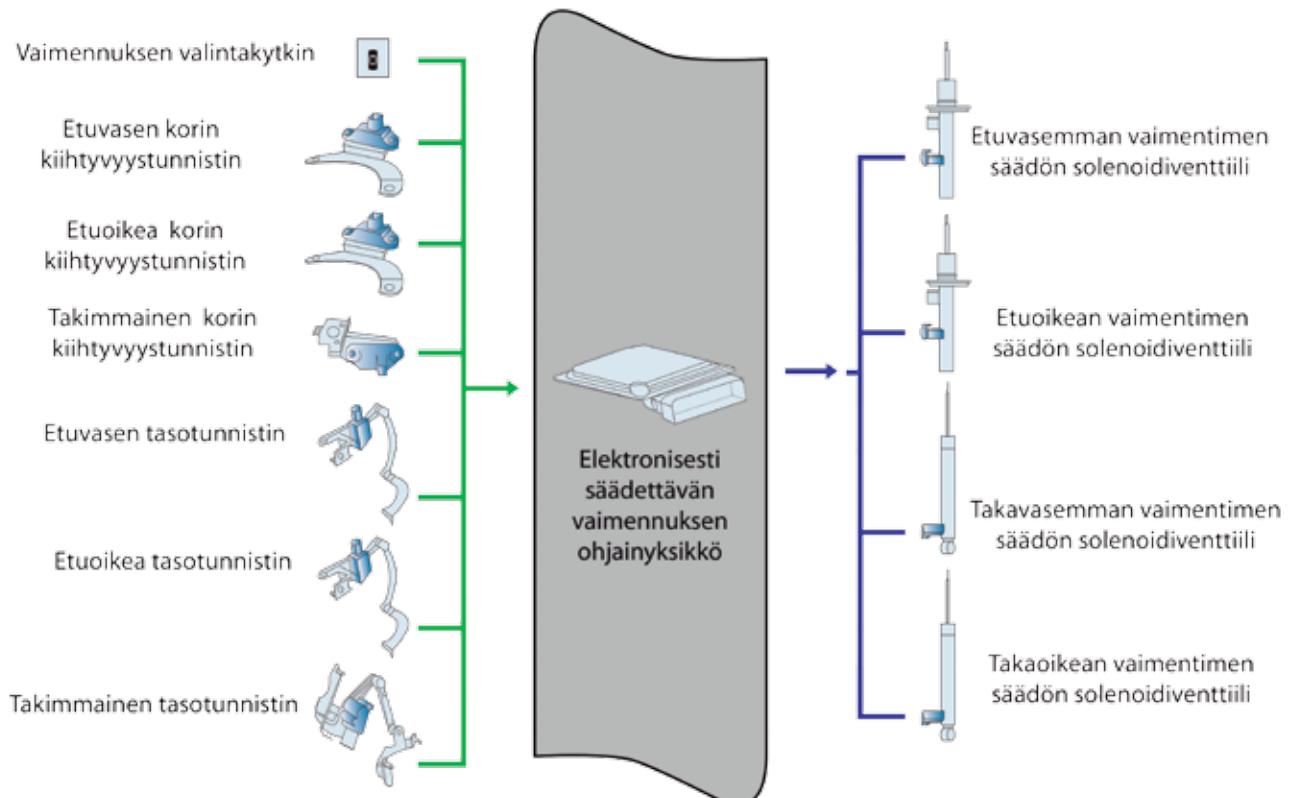 Vaimennuksen valintakytkin
Etuvasen korin
kiihtyvyystunnistin
Etuoikea korin
kiihtyvyystunnistin
Takimmainen korin
kiihtyvyystunnistin
Etuvasen tasotunnistin
Etuoikea tasotunnistin
Takimmainen tasotunnistin
Elektronisesti
säädettävän
vaimennuksen
ohjainyksikkö
Etuvasemman vaimentimen
säädön solenoidiventtiili
Etuoikean vaimentimen
säädön solenoidiventtiili
Takavasemman vaimentimen
säädön solenoidiventtiili
Takaoikean vaimentimen
säädön solenoidiventtiili